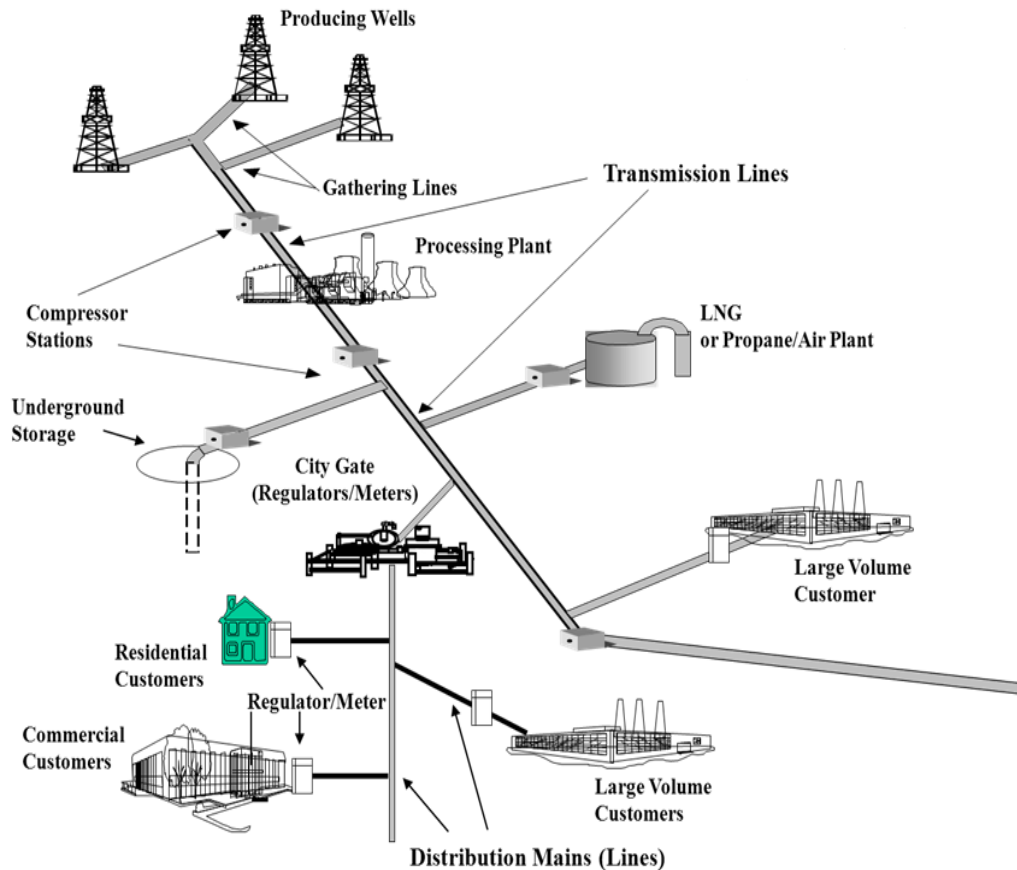 Producing Wells
Gathering Lines
Transmission Lines
Processing Plant
Compressor
Stations
LNG
or Propane/Air Plant
Underground
Storage
City Gate
(Regulators/Meters)
Large Volume
Customer
Residential
Customers
Regulator/Meter
Commercial
Customers
Large Volume
Customers
Distribution Mains (Lines)